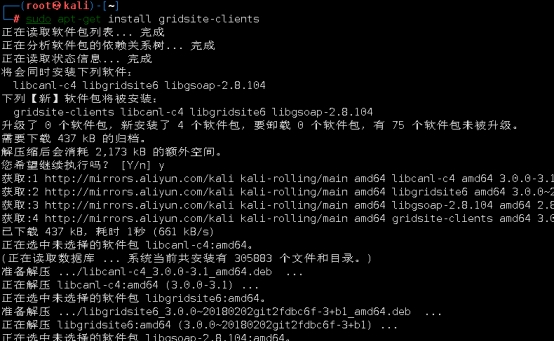 ┌──(root㉿kali)-[~]
└─# sudo apt-get install gridsite-clients
正在读取软件包列表... 完成
正在分析软件包的依赖关系树... 完成
正在读取状态信息... 完成
将会同时安装下列软件:
libcanl-c4 libgridsite6 libgsoap-2.8.104
下列【新】软件包将被安装:
gridsite-clients libcanl-c4 libgridsite6 libgsoap-2.8.104
升级了 0 个软件包，新安装了 4 个软件包，要卸载 0 个软件包，有 75 个软件包未被升级。
需要下载 437 kB 的归档。
解压缩后会消耗 2,173 kB 的额外空间。
您希望继续执行吗？ [Y/n] y
获取:1 http://mirrors.aliyun.com/kali kali-rolling/main amd64 libcanl-c4 amd64 3.0.0-3.1
获取:2 http://mirrors.aliyun.com/kali kali-rolling/main amd64 libgridsite6 amd64 3.0.0~2
获取:3 http://mirrors.aliyun.com/kali kali-rolling/main amd64 libgsoap-2.8.104 amd64 2.8
获取:4 http://mirrors.aliyun.com/kali kali-rolling/main amd64 gridsite-clients amd64 3.0
已下载 437 kB，耗时 1秒 (661 kB/s)
正在选中未选择的软件包 libcanl-c4:amd64。
(正在读取数据库 ... 系统当前共安装有 305883 个文件和目录。)
准备解压 .../libcanl-c4_3.0.0-3.1_amd64.deb ...
正在解压 libcanl-c4:amd64 (3.0.0-3.1) ...
正在选中未选择的软件包 libgridsite6:amd64。
准备解压 .../libgridsite6_3.0.0~20180202git2fdbc6f-3+b1_amd64.deb ...
正在解压 libgridsite6:amd64 (3.0.0~20180202git2fdbc6f-3+b1) ...
正在选中未选择的软件包 libgsoap-2.8.104:amd64。